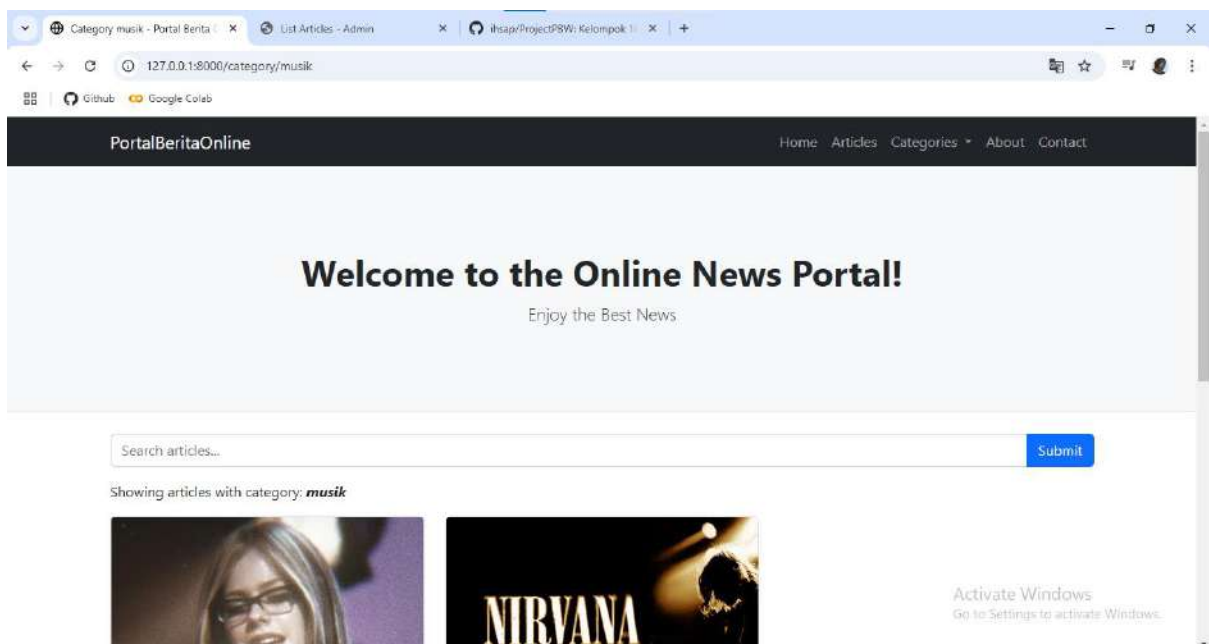 Category musik - Portal Berita
List Articles - Admin
ihsap/ProjectPBW: Kelompok 1
127.0.0.1:8000/category/musik
Github
Google Colab
PortalBeritaOnline
Home Articles Categories About Contact
Welcome to the Online News Portal!
Enjoy the Best News
Search articles...
Submit
Showing articles with category: musik
NIRVANA
Activate Windows
Go to Settings to activate Windows.